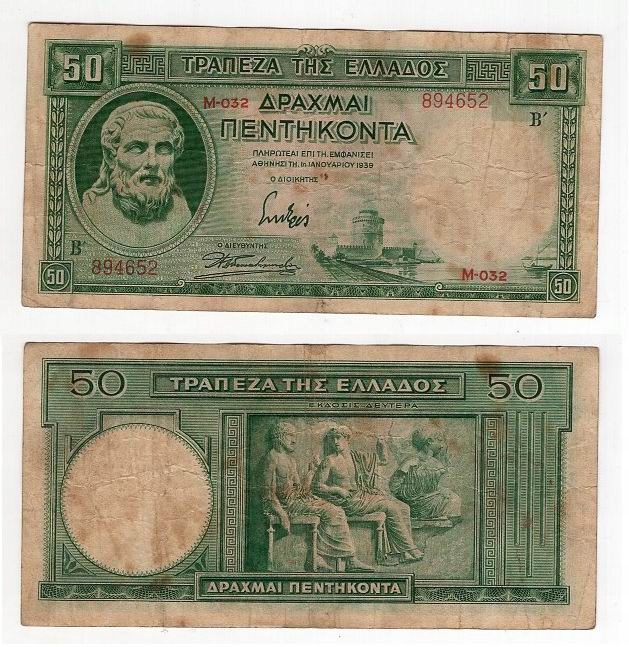 50 ΤΡΑΠΕΖΑ ΤΗΣ ΕΛΛΑΔΟΣ 50
Μ-032 ΔΡΑΧΜΑΙ 894652
ΠΕΝΤΗΚΟΝΤΑ Β′
ΠΛΗΡΩΤΕΑΙ ΕΠΙ ΤΗ, ΕΜΦΑΝΙΣΕΙ
ΑΘΗΝΗΣΙ ΤΗ, 1η ΙΑΝΟΥΑΡΙΟΥ 1939
Ο ΔΙΟΙΚΗΤΗΣ
Β′ Ο ΔΙΕΥΘΥΝΤΗΣ
894652 Μ-032
50 50
50 ΤΡΑΠΕΖΑ ΤΗΣ ΕΛΛΑΔΟΣ 50
ΕΚΔΟΣΙΣ ΔΕΥΤΕΡΑ
ΔΡΑΧΜΑΙ ΠΕΝΤΗΚΟΝΤΑ